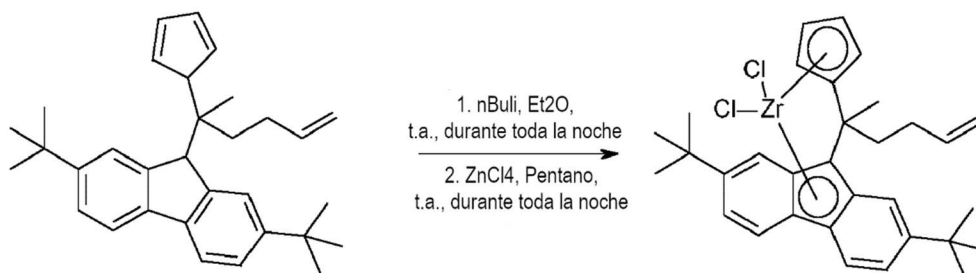 1. nBuli, Et2O,
t.a., durante toda la noche
2. ZnCl4, Pentano,
t.a., durante toda la noche
Cl
Cl
Zr